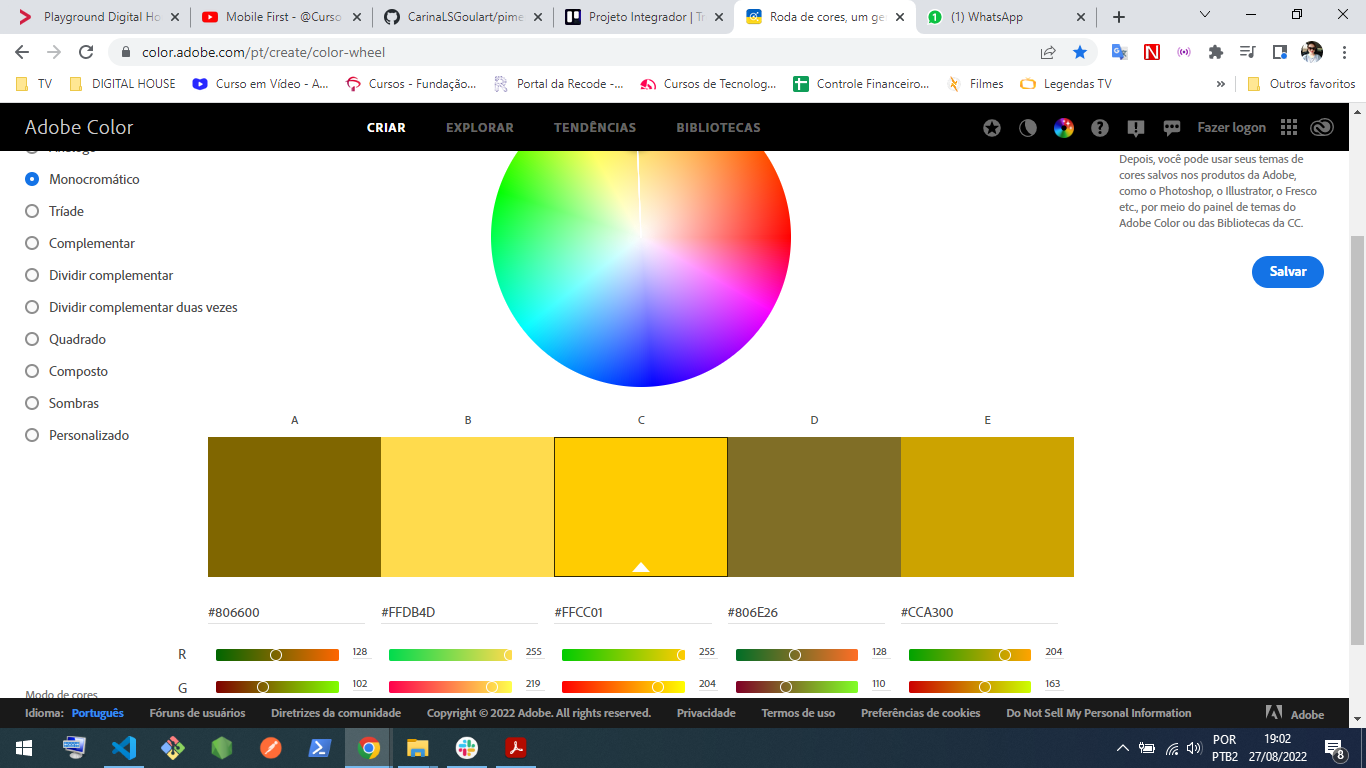 Playground Digital Ho
Mobile First - @Curso
CarinaLSGoulart/pime
Projeto Integrador | Tr
Roda de cores, um ge
(1) WhatsApp
color.adobe.com/pt/create/color-wheel
TV
DIGITAL HOUSE
Curso em Vídeo - A...
Cursos - Fundação...
Portal da Recode -...
Cursos de Tecnolog...
Controle Financeiro...
Filmes
Legendas TV
»
Outros favoritos
Adobe Color
CRIAR
EXPLORAR
TENDÊNCIAS
BIBLIOTECAS
Fazer logon
Monocromático
Tríade
Complementar
Dividir complementar
Dividir complementar duas vezes
Quadrado
Composto
Sombras
Personalizado
Depois, você pode usar seus temas de
cores salvos nos produtos da Adobe,
como o Photoshop, o Illustrator, o Fresco
etc., por meio do painel de temas do
Adobe Color ou das Bibliotecas da CC.
Salvar
A B C D E
#806600 #FFDB4D #FFCC01 #806E26 #CCA300
R 128 255 255 128 204
G 102 219 204 110 163
Modo de cores
Idioma: Português
Fóruns de usuários
Diretrizes da comunidade
Copyright © 2022 Adobe. All rights reserved.
Privacidade
Termos de uso
Preferências de cookies
Do Not Sell My Personal Information
Adobe
POR
PTB2
19:02
27/08/2022
8